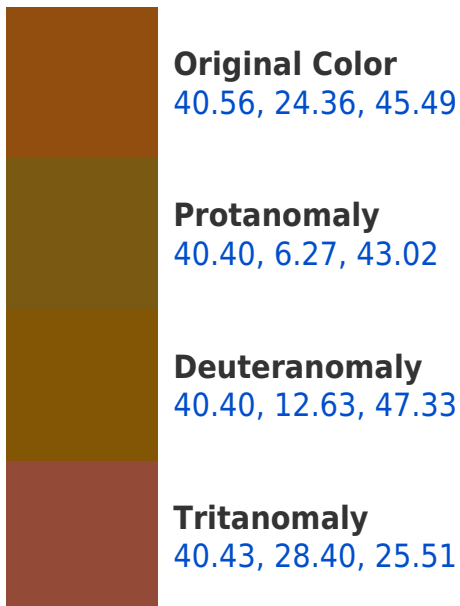 Original Color
40.56, 24.36, 45.49
Protanomaly
40.40, 6.27, 43.02
Deuteranomaly
40.40, 12.63, 47.33
Tritanomaly
40.43, 28.40, 25.51